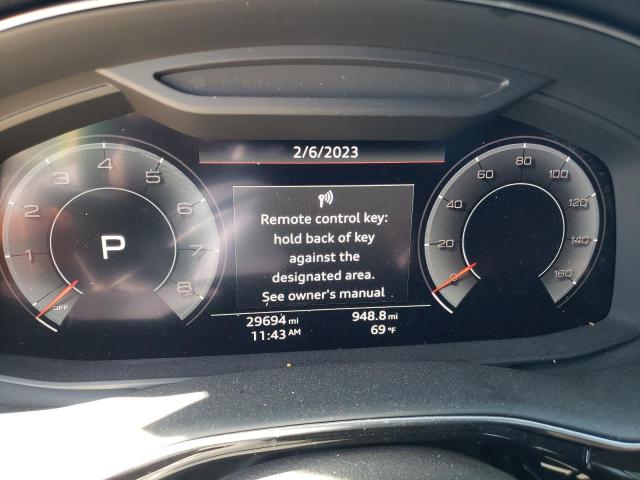 2/6/2023
Remote control key:
hold back of key
against the
designated area.
See owner's manual
29694 mi 948.8 mi
11:43 AM 69 °F
P
OFF
1
2
3
4
5
6
7
8
0
20
40
60
80
100
120
140
160